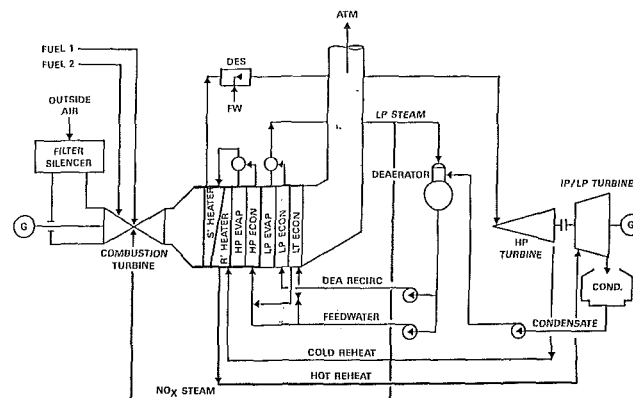 ATM
FUEL 1
FUEL 2
DES
FW
OUTSIDE
AIR
FILTER
SILENCER
LP STEAM
DEAERATOR
IP/LP TURBINE
S' HEATER
R' HEATER
HP EVAP
HP ECON
LP EVAP
LP ECON
LT ECON
G
COMBUSTION
TURBINE
HP
TURBINE
G
COND.
DEA RECIRC
FEEDWATER
CONDENSATE
COLD REHEAT
HOT REHEAT
NOX STEAM